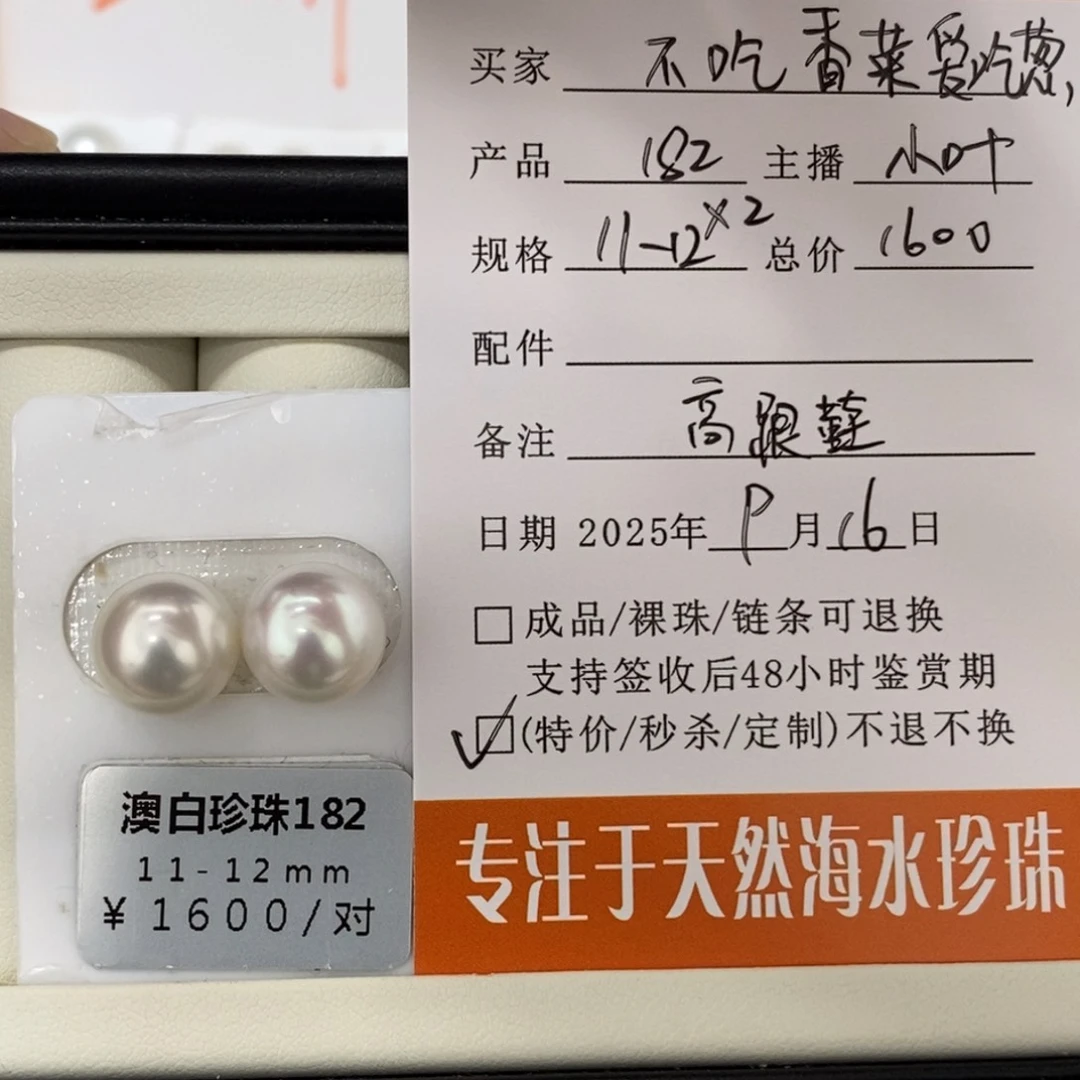 买家 不吃香菜爱吃葱,
产品 182 主播 小叶
规格 11-12×2 总价 1600
配件
备注 高跟鞋
日期 2025年9月16日
成品/裸珠/链条可退换
支持签收后48小时鉴赏期
(特价/秒杀/定制)不退不换
专注于天然海水珍珠
澳白珍珠182
11-12mm
¥1600/对